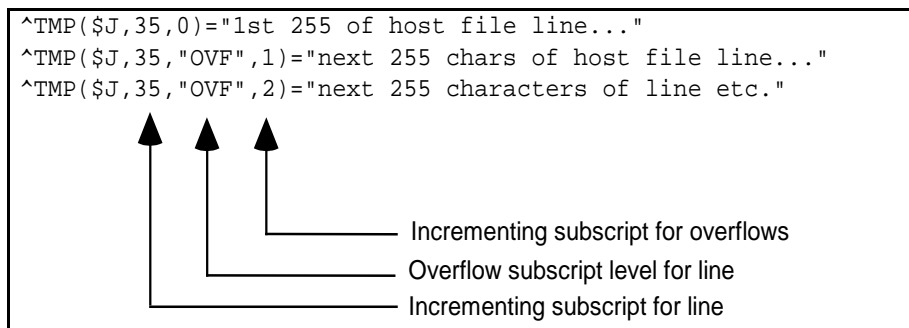 ^TMP($J,35,0)="1st 255 of host file line..."
^TMP($J,35,"OVF",1)="next 255 chars of host file line..."
^TMP($J,35,"OVF",2)="next 255 characters of line etc."
Incrementing subscript for overflows
Overflow subscript level for line
Incrementing subscript for line